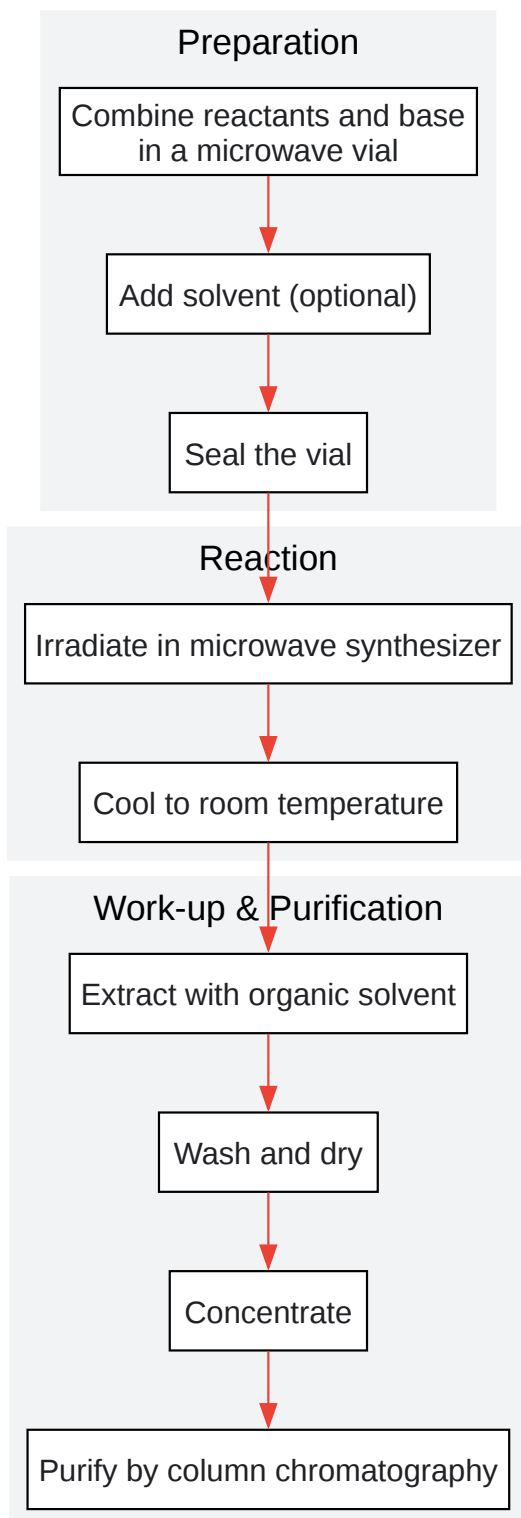 Preparation
Combine reactants and base
in a microwave vial
Add solvent (optional)
Seal the vial
Reaction
Irradiate in microwave synthesizer
Cool to room temperature
Work-up & Purification
Extract with organic solvent
Wash and dry
Concentrate
Purify by column chromatography